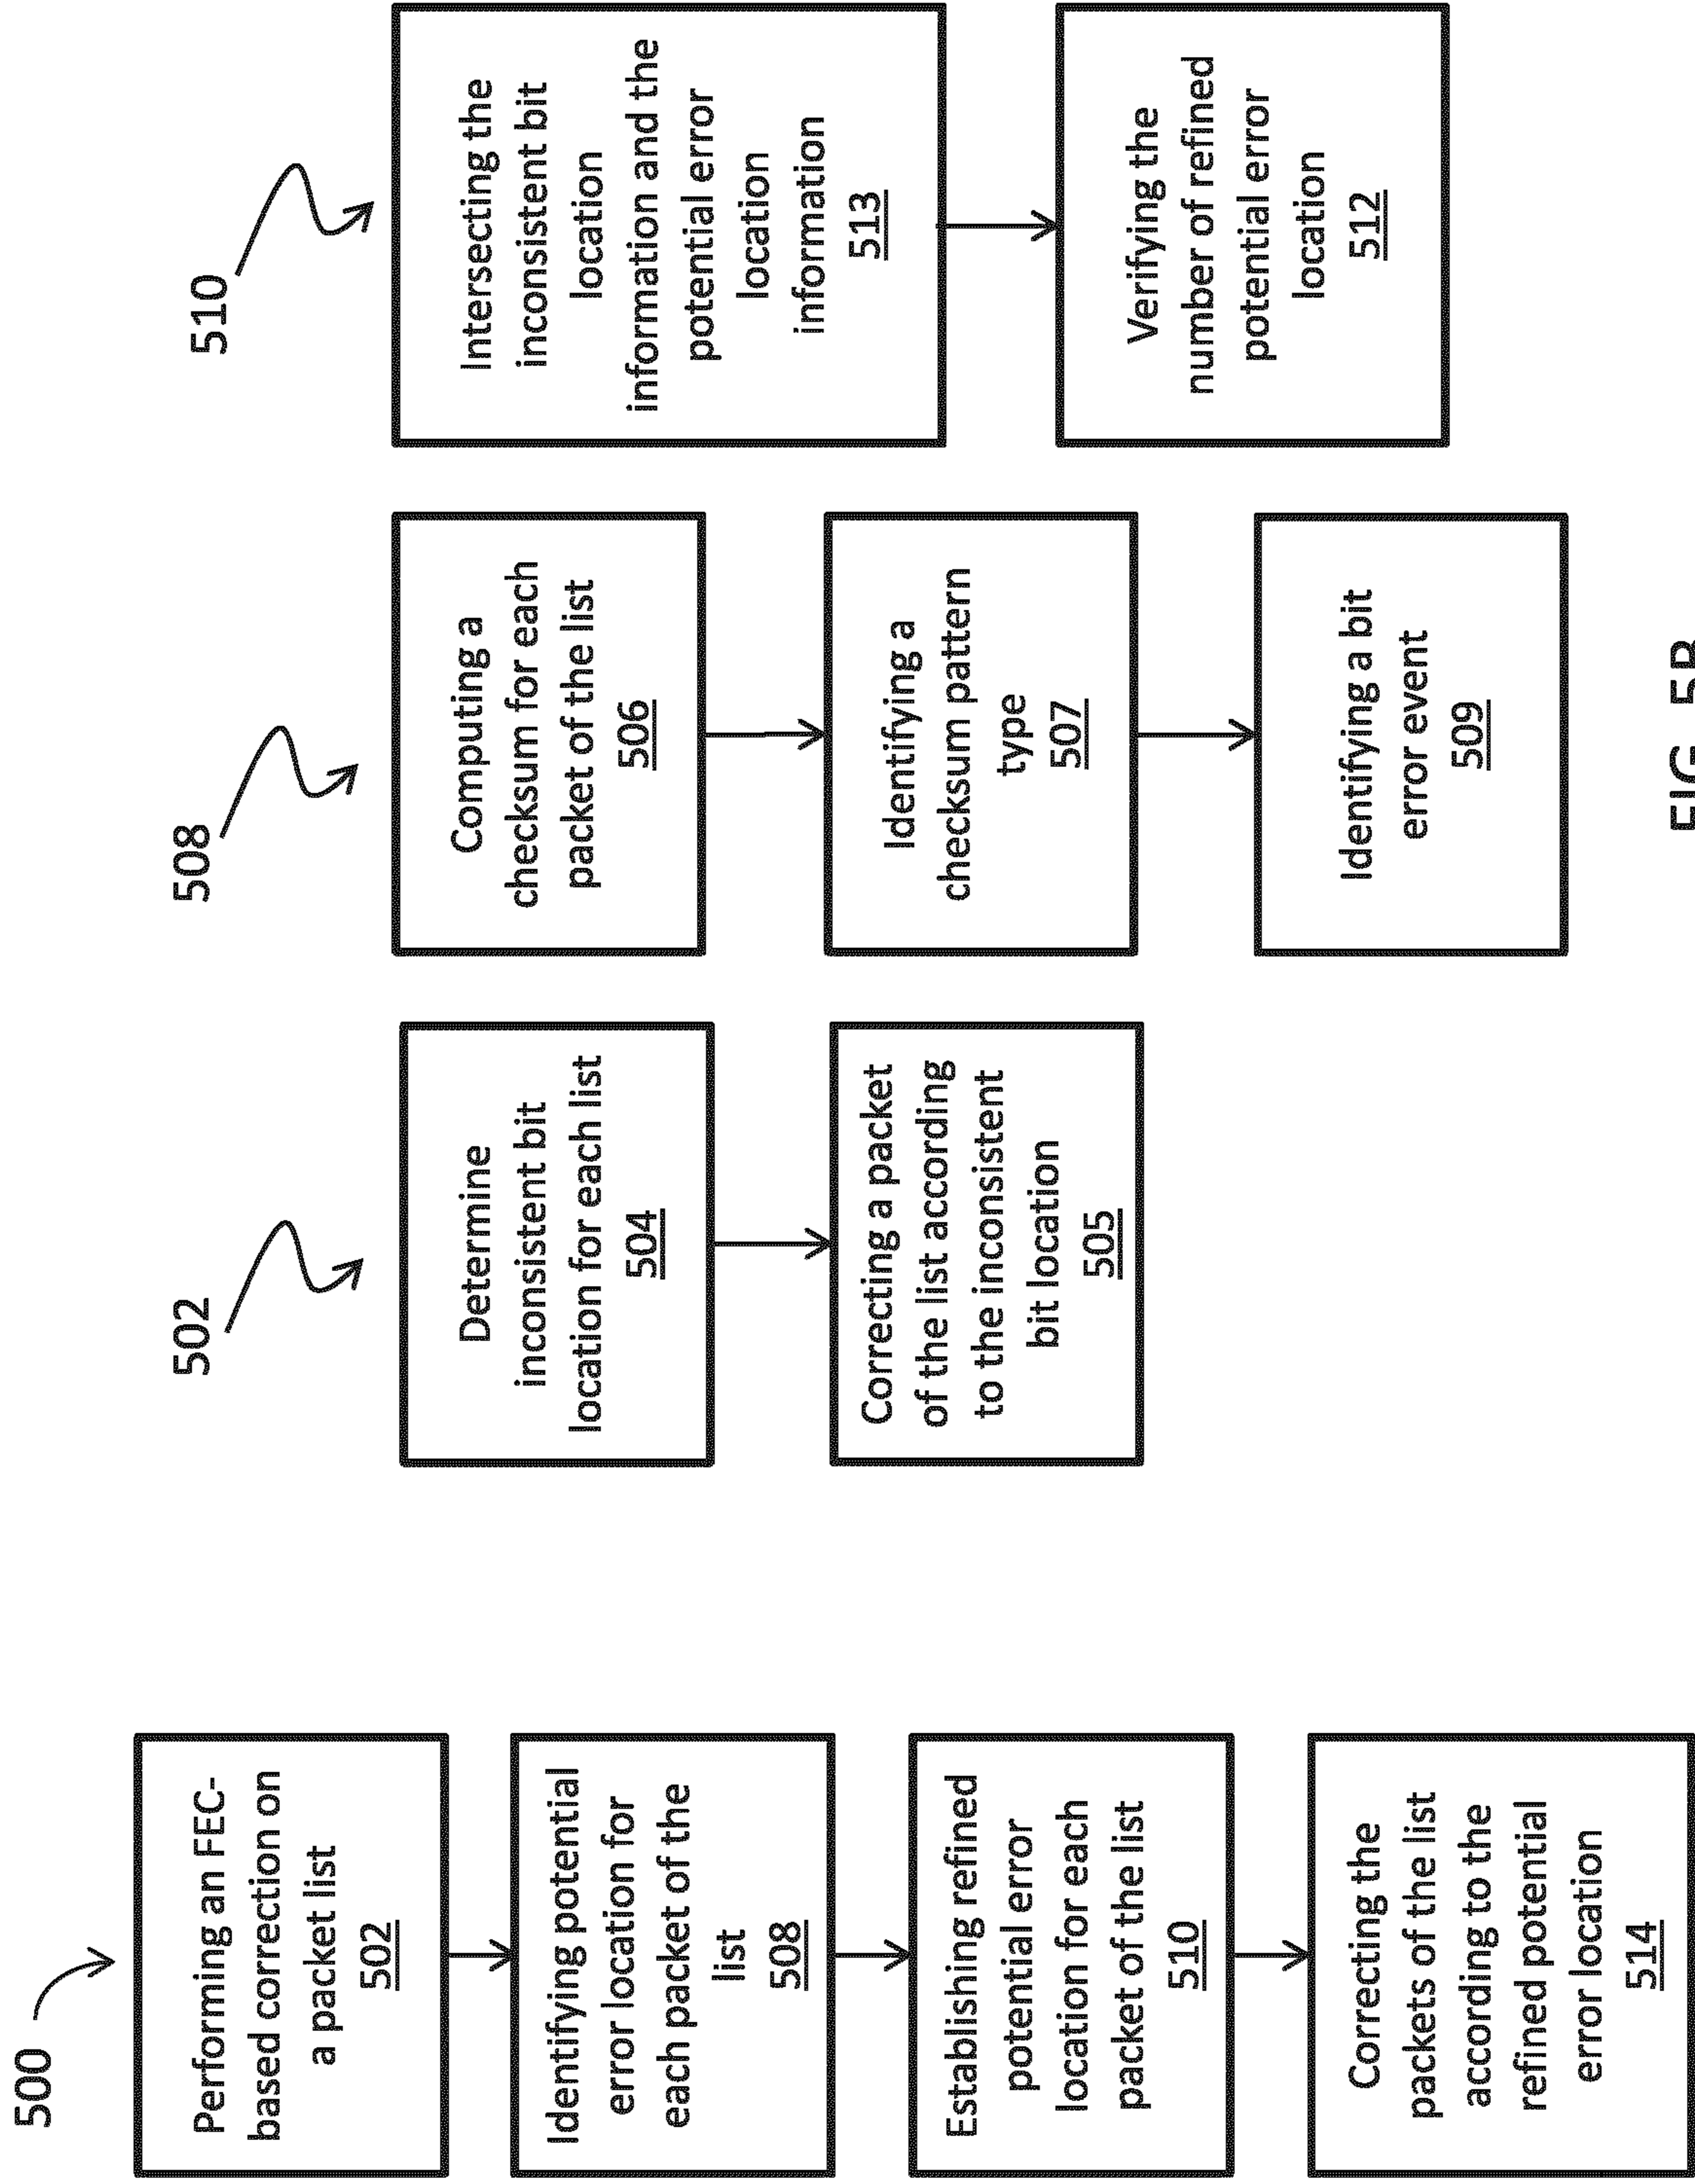 500
Performing an FEC-
based correction on
a packet list
502
Identifying potential
error location for
each packet of the
list
508
Establishing refined
potential error
location for each
packet of the list
510
Correcting the
packets of the list
according to the
refined potential
error location
514
502
Determine
inconsistent bit
location for each list
504
Correcting a packet
of the list according
to the inconsistent
bit location
505
508
Computing a
checksum for each
packet of the list
506
Identifying a
checksum pattern
type
507
Identifying a bit
error event
509
510
Intersecting the
inconsistent bit
location
information and the
potential error
location
information
513
Verifying the
number of refined
potential error
location
512
FIG. 5B